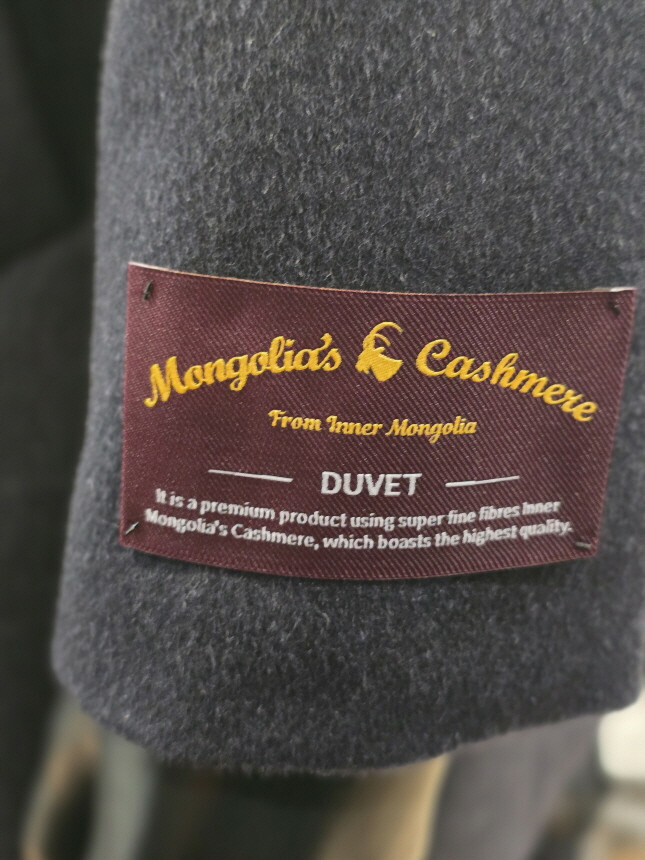 Mongolia's Cashmere
From Inner Mongolia
DUVET
It is a premium product using super fine fibres Inner
Mongolia's Cashmere, which boasts the highest quality.